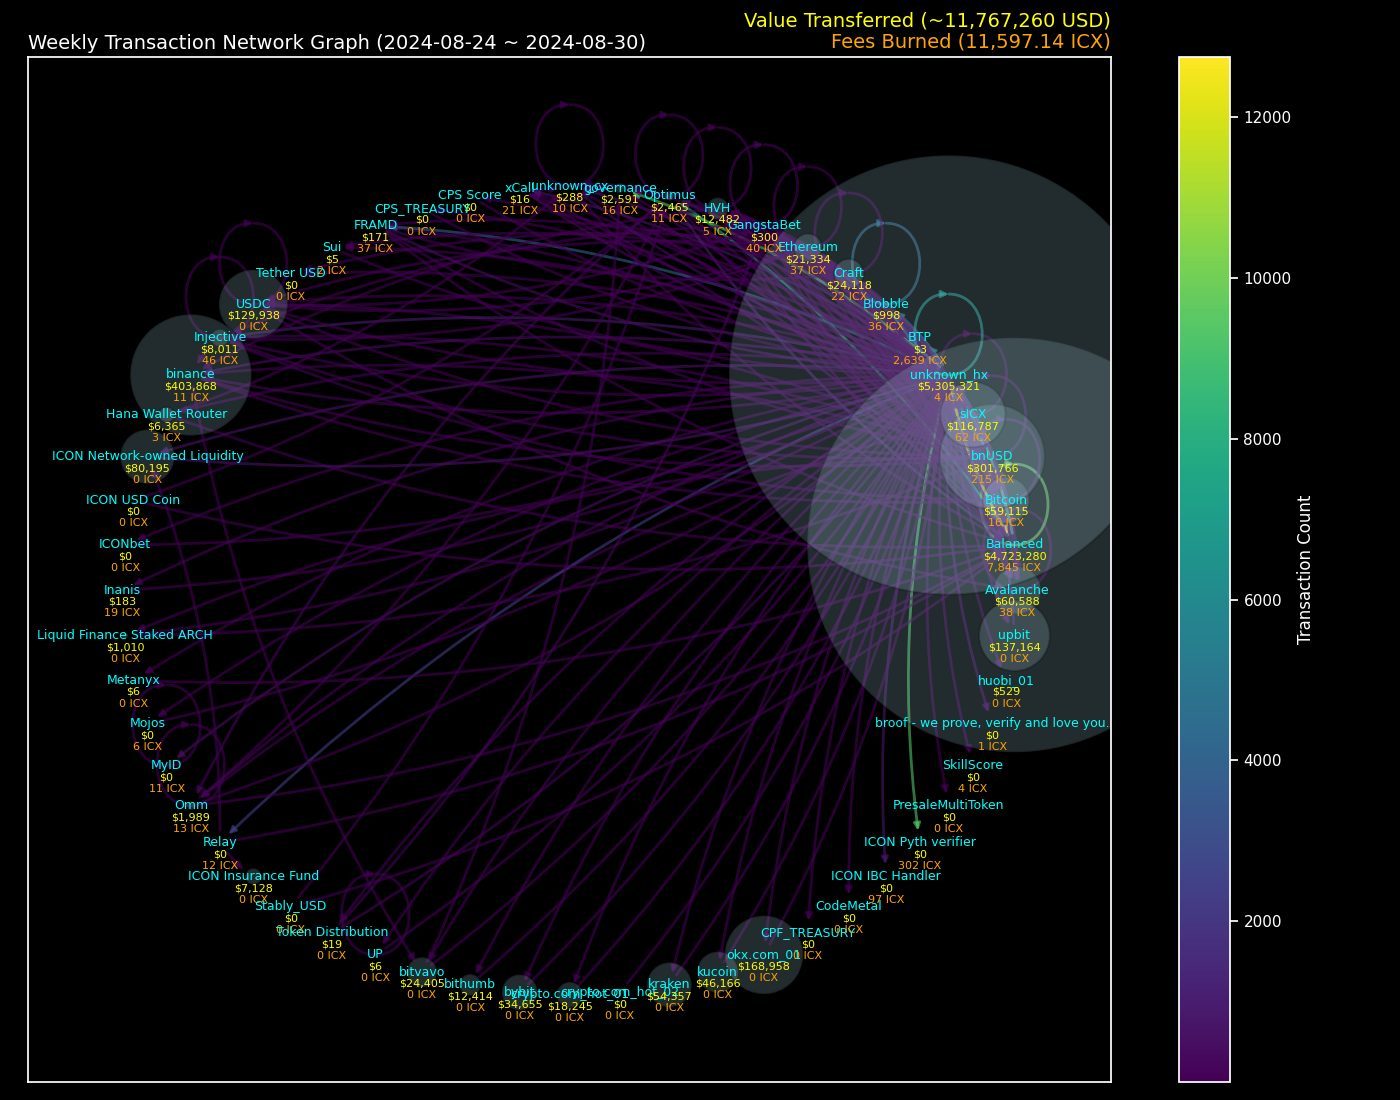 Value Transferred (~11,767,260 USD)
Weekly Transaction Network Graph (2024-08-24 ~ 2024-08-30)
Fees Burned (11,597.14 ICX)
unknown_cx
$288
10 ICX
governance
$2,591
16 ICX
Optimus
$2,465
11 ICX
HVH
$12,482
5 ICX
GangstaBet
$300
40 ICX
Ethereum
$21,334
37 ICX
Craft
$24,118
22 ICX
Blobble
$998
36 ICX
BTP
$3
2,639 ICX
unknown_hx
$5,305,321
4 ICX
sICX
$116,787
62 ICX
bnUSD
$301,766
215 ICX
Bitcoin
$59,115
16 ICX
Balanced
$4,723,280
7,845 ICX
Avalanche
$60,588
38 ICX
upbit
$137,164
0 ICX
huobi_01
$529
0 ICX
broof - we prove, verify and love you.
$0
1 ICX
SkillScore
$0
4 ICX
PresaleMultiToken
$0
0 ICX
ICON Pyth verifier
$0
302 ICX
ICON IBC Handler
$0
97 ICX
CodeMetal
$0
0 ICX
CPF_TREASURY
$0
0 ICX
okx.com_01
$168,958
0 ICX
kucoin
$46,166
0 ICX
kraken
$54,357
0 ICX
$0
0 ICX
$18,245
0 ICX
bybit
$34,655
0 ICX
bithumb
$12,414
0 ICX
bitvavo
$24,405
0 ICX
UP
$6
0 ICX
Token Distribution
$19
0 ICX
Stably_USD
$0
ICON Insurance Fund
$7,128
0 ICX
Relay
$0
12 ICX
Omm
$1,989
13 ICX
MyID
$0
11 ICX
Mojos
$0
6 ICX
Metanyx
$6
0 ICX
Liquid Finance Staked ARCH
$1,010
0 ICX
Inanis
$183
19 ICX
ICONbet
$0
0 ICX
ICON USD Coin
$0
0 ICX
ICON Network-owned Liquidity
$80,195
0 ICX
Hana Wallet Router
$6,365
3 ICX
binance
$403,868
11 ICX
Injective
$8,011
46 ICX
USDC
$129,938
0 ICX
Tether USD
$0
0 ICX
Sui
$5
ICX
FRAMD
$171
37 ICX
CPS_TREASURY
$0
0 ICX
CPS Score
$0
0 ICX
xCall
$16
21 ICX
12000
10000
8000
6000
4000
2000
Transaction Count